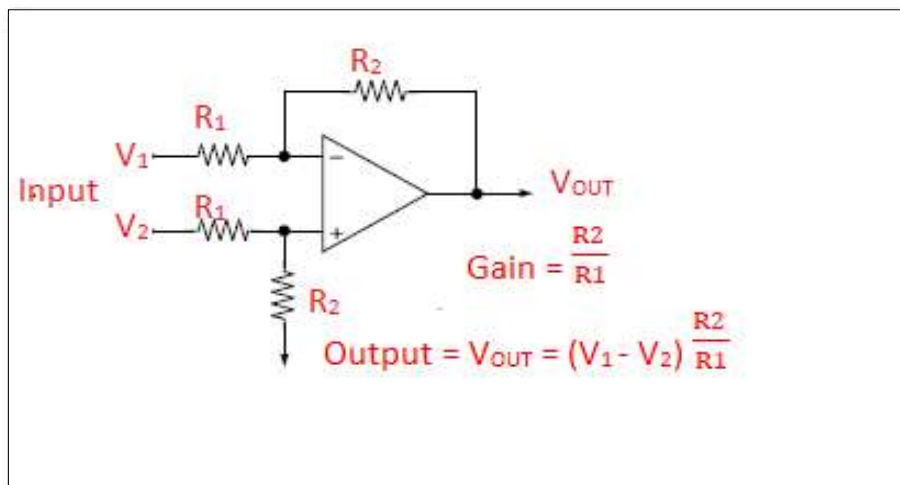 R₂
R₁
V₁
Input
R₁
V₂
−
+
VOUT
Gain = R2/R1
R₂
Output = VOUT = (V₁ - V₂) R2/R1